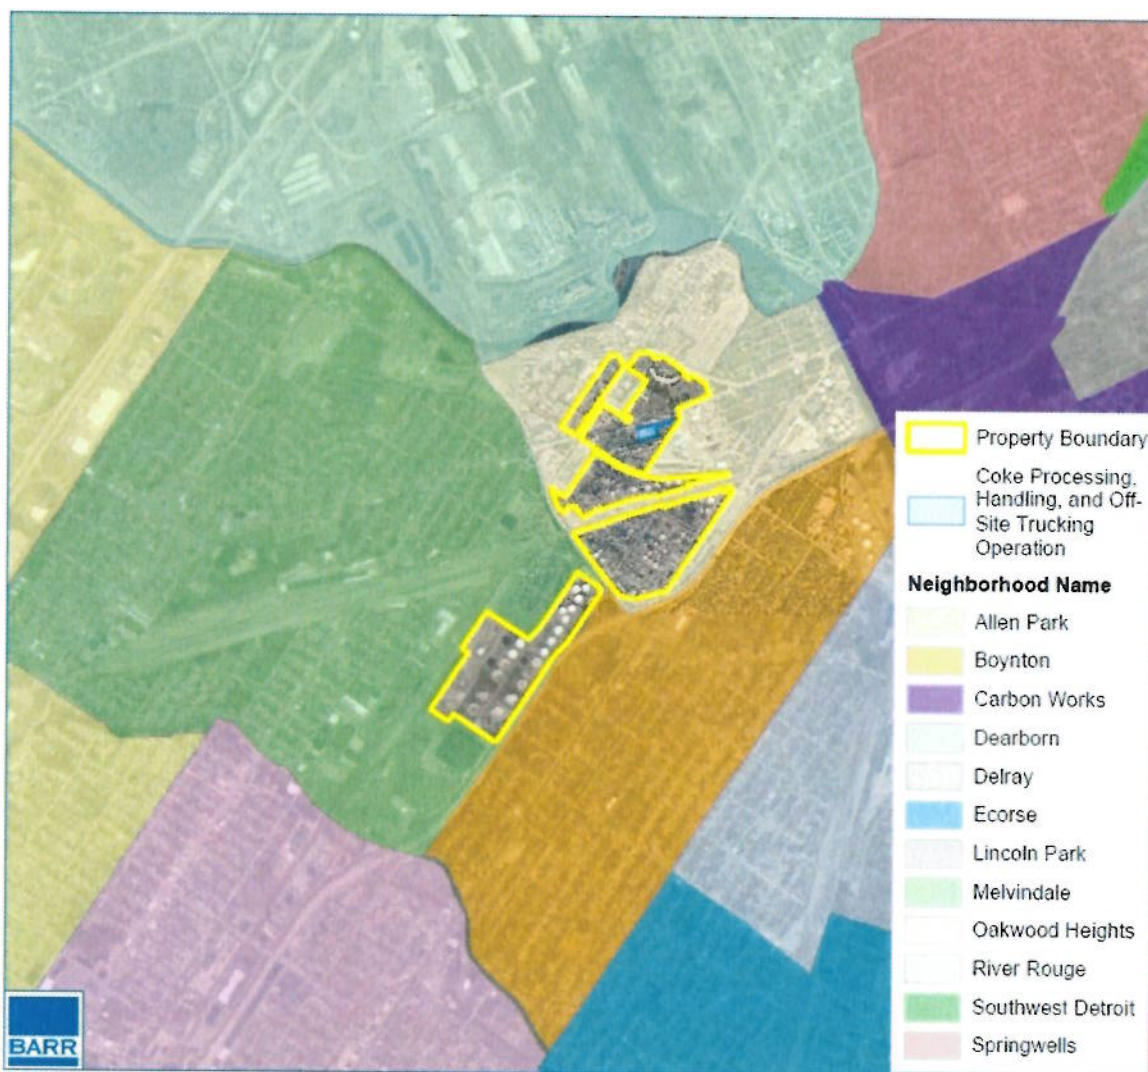 Property Boundary
Coke Processing,
Handling, and Off-
Site Trucking
Operation
Neighborhood Name
Allen Park
Boynton
Carbon Works
Dearborn
Delray
Ecorse
Lincoln Park
Melvindale
Oakwood Heights
River Rouge
Southwest Detroit
Springwells
BARR